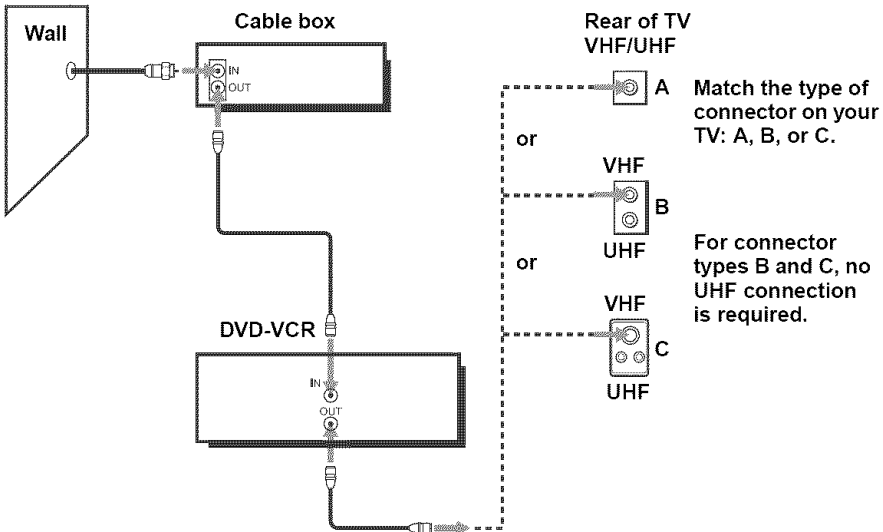 Wall
Cable box
IN
OUT
DVD-VCR
IN
OUT
Rear of TV
VHF/UHF
A
Match the type of
connector on your
TV: A, B, or C.
or
VHF
B
UHF
For connector
types B and C, no
UHF connection
is required.
or
VHF
C
UHF